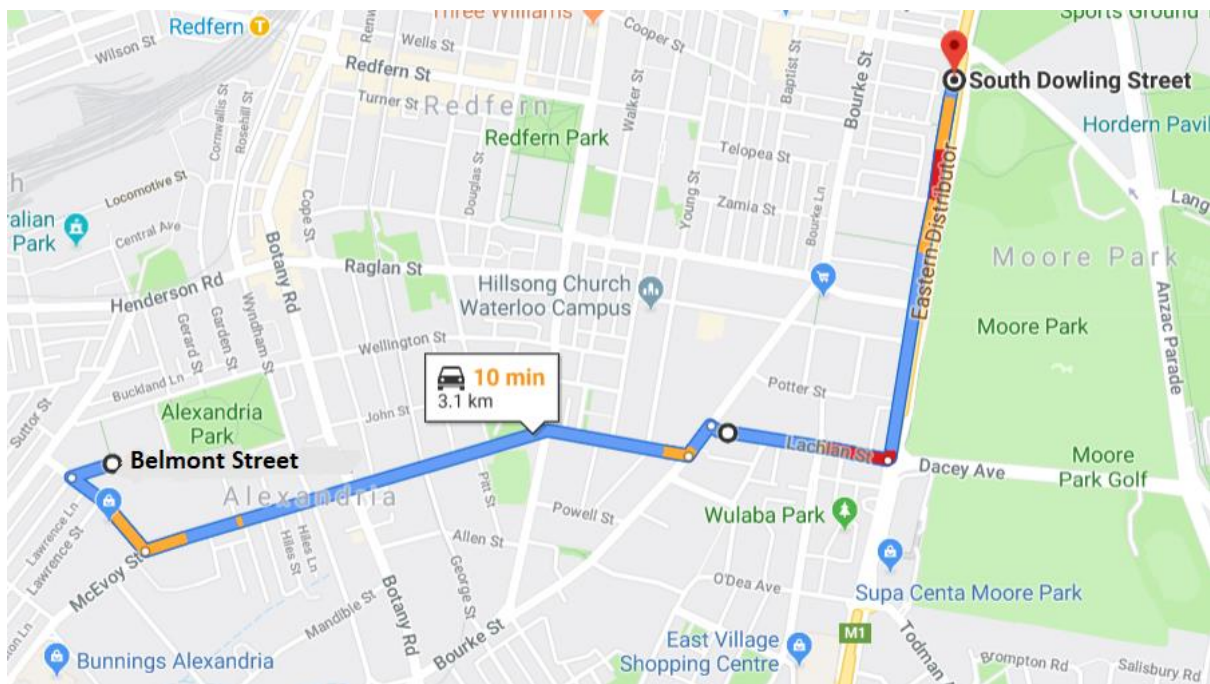 Three Williams
Sports Ground
Redfern T
Wilson St
Wells St
Cooper St
Baptist St
Bourke St
Redfern St
South Dowling Street
Turner St
Redfern
Cornwallis St
Rosehill St
Redfern Park
Walker St
Hordern Pavil
Telopea St
Locomotive St
Douglas St
Eastern Distributor
h
Zamia St
Young St
Bourke Ln
Lang
ralian
Park
Central Ave
Cope St
Botany Rd
Raglan St
Moore Park
Henderson Rd
Hillsong Church
Waterloo Campus
Anzac Parade
Gerard St
Garden St
Wyndham St
Moore Park
Wellington St
10 min
3.1 km
Buckland Ln
Potter St
Suttor St
Alexandria
Park
John St
Belmont Street
Lachlan St
Dacey Ave
Moore
Park Golf
Alexandria
Pitt St
Lawrence Ln
Lawrence St
Powell St
Wulaba Park
Allen St
McEvoy St
Hiles St
Hiles Ln
George St
O'Dea Ave
Supa Centa Moore Park
Mandible St
Botany Rd
Bourke St
East Village
Shopping Centre
M1
Todman A
Bunnings Alexandria
Brompton Rd
Salisbury Rd